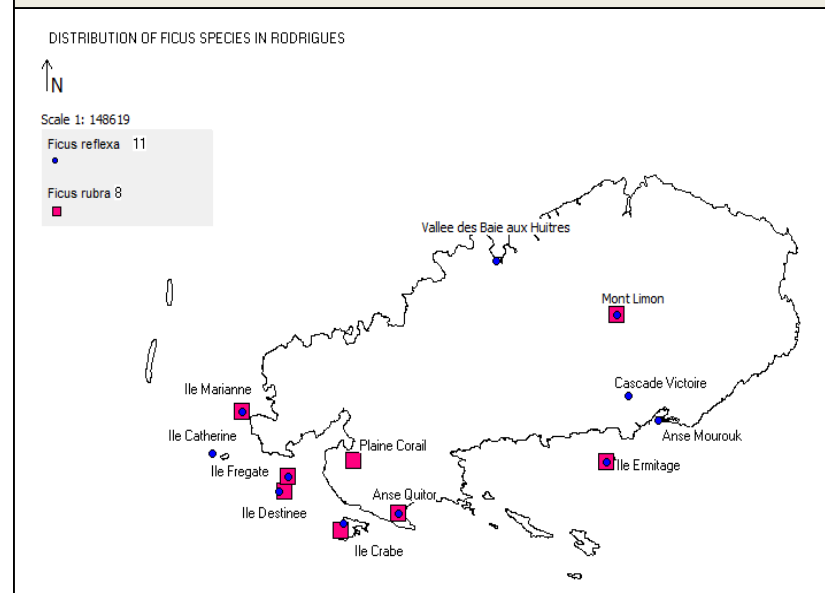 DISTRIBUTION OF FICUS SPECIES IN RODRIGUES
N
Scale 1: 148619
Ficus reflexa 11
Ficus rubra 8
Vallee des Baie aux Huitres
Mont Limon
Cascade Victoire
Ile Marianne
Anse Mourouk
Ile Catherine
Plaine Corail
Ile Fregate
Ile Ermitage
Anse Quitor
Ile Destinee
Ile Crabe